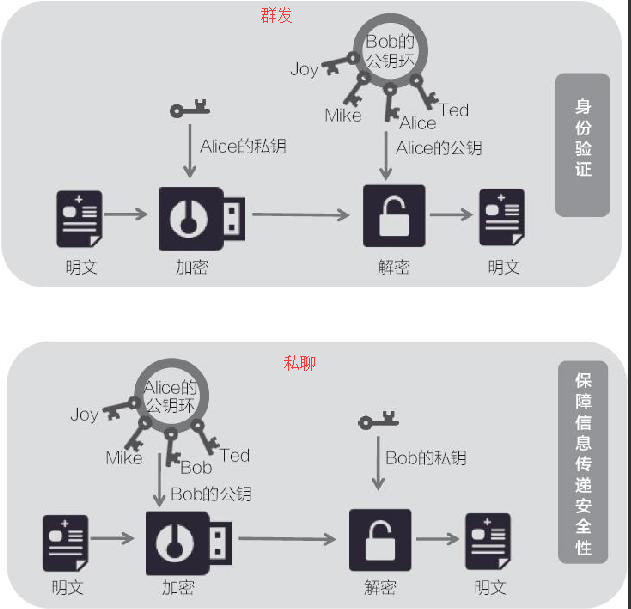 群发
Bob的
公钥环
Joy
Mike
Alice
Ted
Alice的私钥
Alice的公钥
明文
加密
解密
明文
身份验证
私聊
Alice的
公钥环
Joy
Mike
Bob
Ted
Bob的公钥
Bob的私钥
明文
加密
解密
明文
保障信息传递安全性